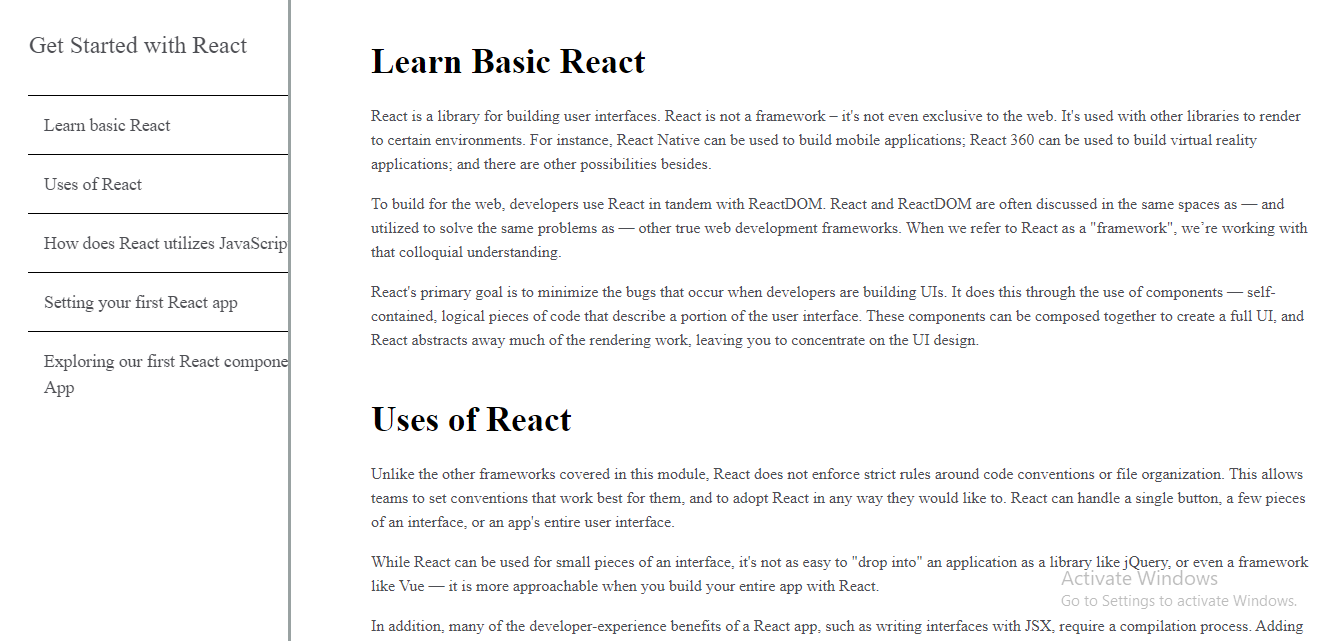 Get Started with React
Learn basic React
Uses of React
How does React utilizes JavaScrip
Setting your first React app
Exploring our first React compone
App
Learn Basic React
React is a library for building user interfaces. React is not a framework – it's not even exclusive to the web. It's used with other libraries to render
to certain environments. For instance, React Native can be used to build mobile applications; React 360 can be used to build virtual reality
applications; and there are other possibilities besides.
To build for the web, developers use React in tandem with ReactDOM. React and ReactDOM are often discussed in the same spaces as — and
utilized to solve the same problems as — other true web development frameworks. When we refer to React as a "framework", we’re working with
that colloquial understanding.
React's primary goal is to minimize the bugs that occur when developers are building UIs. It does this through the use of components — self-
contained, logical pieces of code that describe a portion of the user interface. These components can be composed together to create a full UI, and
React abstracts away much of the rendering work, leaving you to concentrate on the UI design.
Uses of React
Unlike the other frameworks covered in this module, React does not enforce strict rules around code conventions or file organization. This allows
teams to set conventions that work best for them, and to adopt React in any way they would like to. React can handle a single button, a few pieces
of an interface, or an app's entire user interface.
While React can be used for small pieces of an interface, it's not as easy to "drop into" an application as a library like jQuery, or even a framework
like Vue — it is more approachable when you build your entire app with React.
In addition, many of the developer-experience benefits of a React app, such as writing interfaces with JSX, require a compilation process. Adding
Activate Windows
Go to Settings to activate Windows.